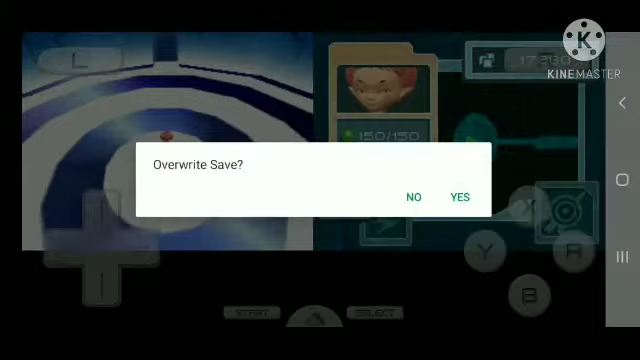 L
K
KINEMASTER
150/150
Overwrite Save?
NO
YES
X
Y
R
B
START
SELECT